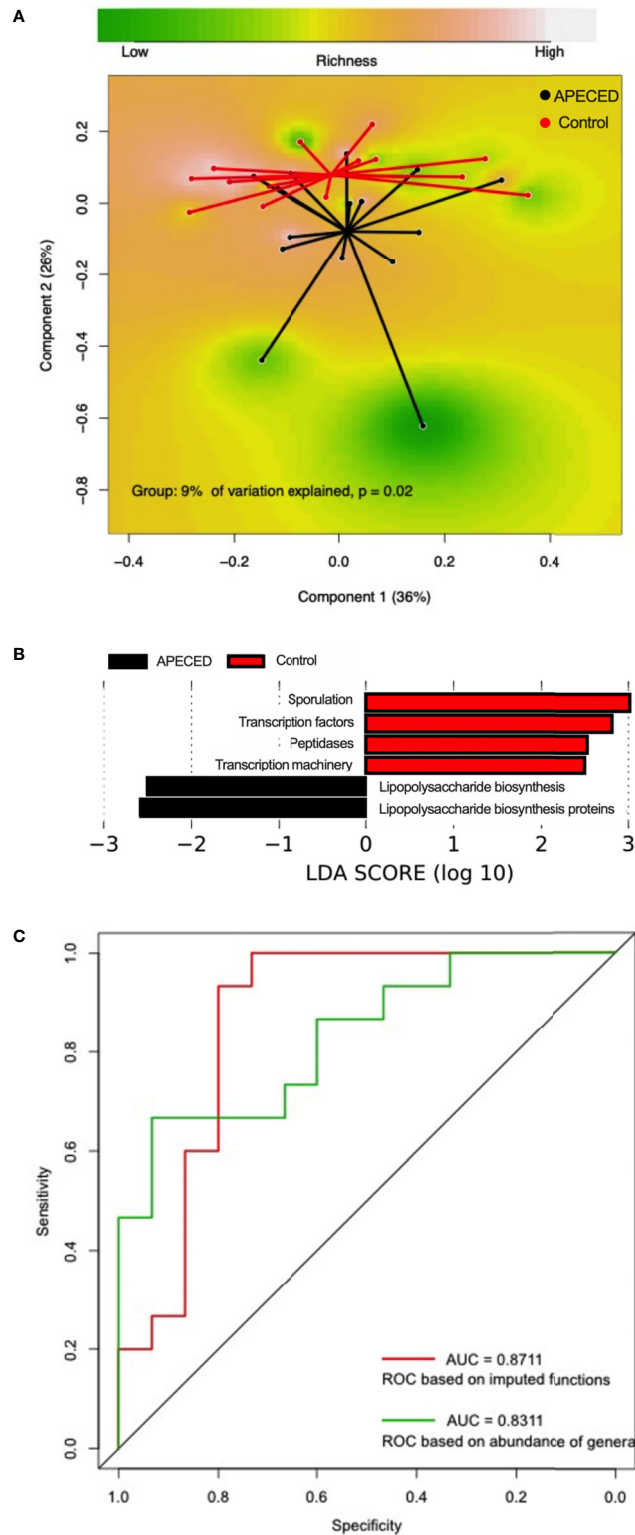 A
Low
High
Richness
APECED
Control
0.2
0.0
−0.2
−0.4
−0.6
−0.8
Component 2 (26%)
Group: 9% of variation explained, p = 0.02
−0.4
−0.2
0.0
0.2
0.4
Component 1 (36%)
B
APECED
Control
Sporulation
Transcription factors
Peptidases
Transcription machinery
Lipopolysaccharide biosynthesis
Lipopolysaccharide biosynthesis proteins
−3
−2
−1
0
1
2
3
LDA SCORE (log 10)
C
1.0
0.8
0.6
0.4
0.2
0.0
Sensitivity
AUC = 0.8711
ROC based on imputed functions
AUC = 0.8311
ROC based on abundance of genera
1.0
0.8
0.6
0.4
0.2
0.0
Specificity